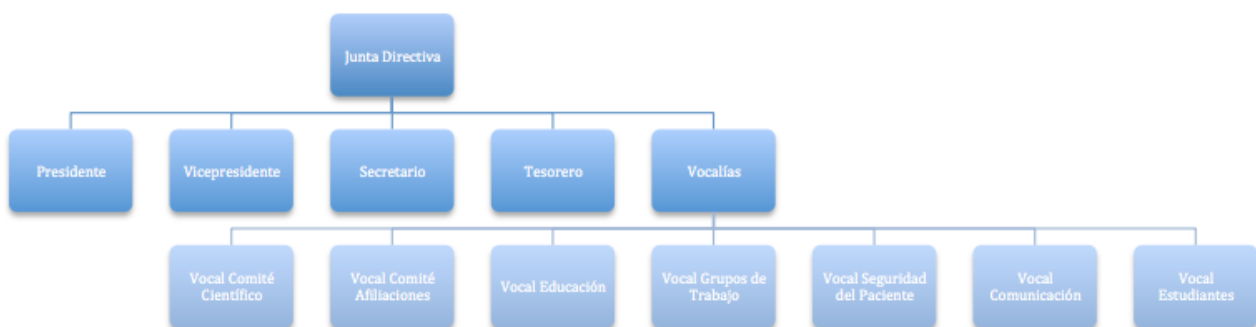 Junta Directiva
Presidente
Vicepresidente
Secretario
Tesorero
Vocalías
Vocal Comité
Científico
Vocal Comité
Afiliaciones
Vocal Educación
Vocal Grupos de
Trabajo
Vocal Seguridad
del Paciente
Vocal
Comunicación
Vocal
Estudiantes